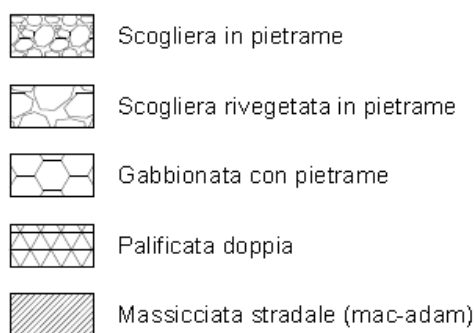 Scogliera in pietrame
Scogliera rivegetata in pietrame
Gabbionata con pietrame
Palificata doppia
Massicciata stradale (mac-adam)